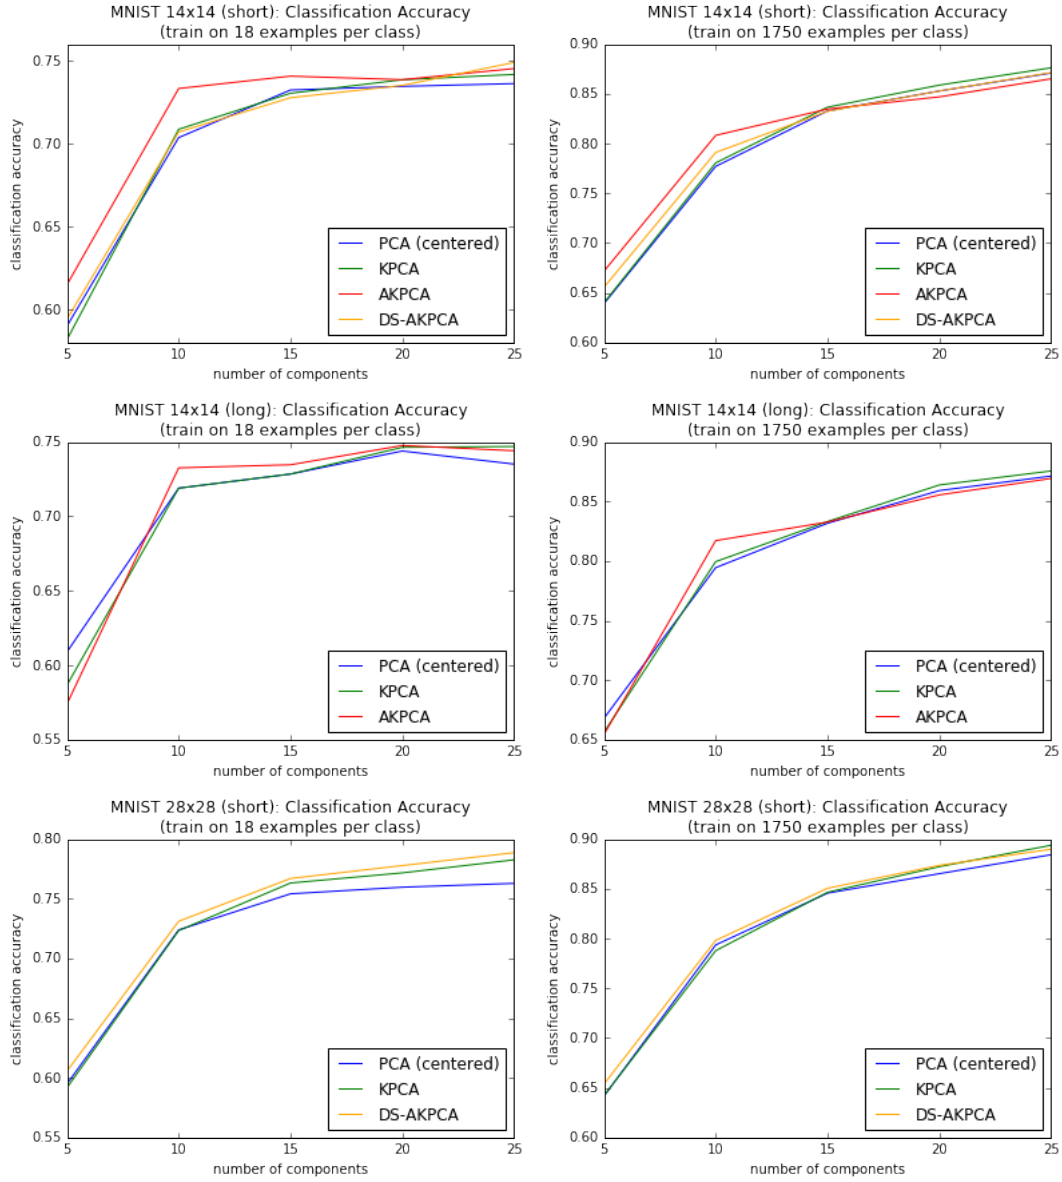 MNIST 14x14 (short): Classification Accuracy
(train on 18 examples per class)
classification accuracy
0.75
0.70
0.65
0.60
PCA (centered)
KPCA
AKPCA
DS-AKPCA
5
10
15
20
25
number of components
MNIST 14x14 (short): Classification Accuracy
(train on 1750 examples per class)
classification accuracy
0.90
0.85
0.80
0.75
0.70
0.65
0.60
PCA (centered)
KPCA
AKPCA
DS-AKPCA
5
10
15
20
25
number of components
MNIST 14x14 (long): Classification Accuracy
(train on 18 examples per class)
classification accuracy
0.75
0.70
0.65
0.60
0.55
PCA (centered)
KPCA
AKPCA
5
10
15
20
25
number of components
MNIST 14x14 (long): Classification Accuracy
(train on 1750 examples per class)
classification accuracy
0.90
0.85
0.80
0.75
0.70
0.65
PCA (centered)
KPCA
AKPCA
5
10
15
20
25
number of components
MNIST 28x28 (short): Classification Accuracy
(train on 18 examples per class)
classification accuracy
0.80
0.75
0.70
0.65
0.60
0.55
PCA (centered)
KPCA
DS-AKPCA
5
10
15
20
25
number of components
MNIST 28x28 (short): Classification Accuracy
(train on 1750 examples per class)
classification accuracy
0.90
0.85
0.80
0.75
0.70
0.65
0.60
PCA (centered)
KPCA
DS-AKPCA
5
10
15
20
25
number of components